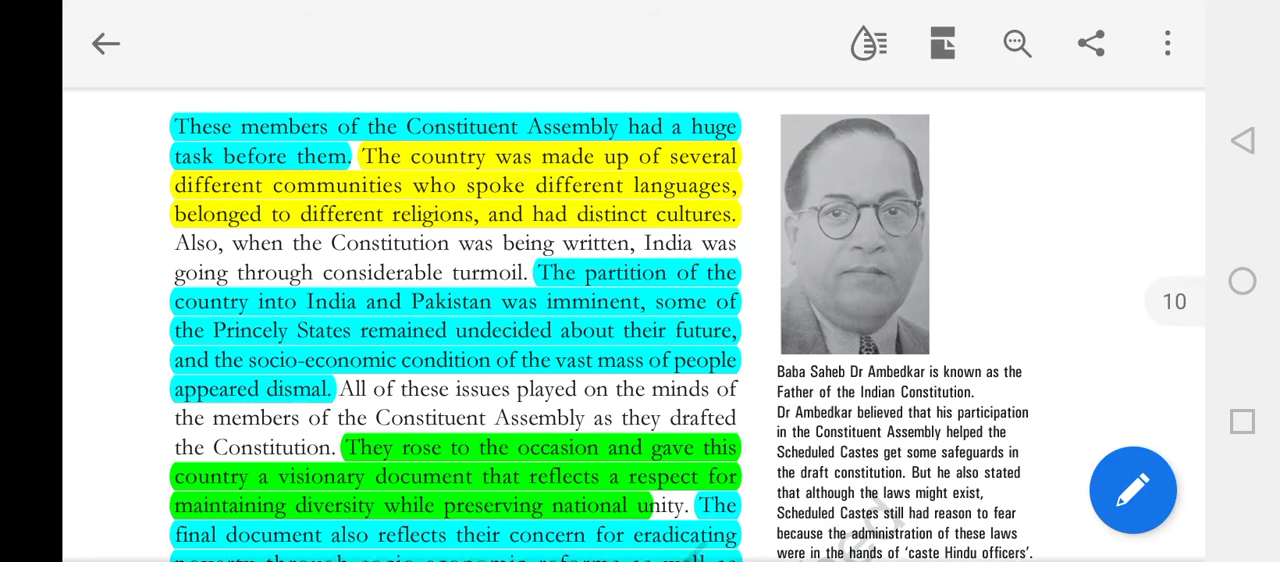 These members of the Constituent Assembly had a huge
task before them. The country was made up of several
different communities who spoke different languages,
belonged to different religions, and had distinct cultures.
Also, when the Constitution was being written, India was
going through considerable turmoil. The partition of the
country into India and Pakistan was imminent, some of
the Princely States remained undecided about their future,
and the socio-economic condition of the vast mass of people
appeared dismal. All of these issues played on the minds of
the members of the Constituent Assembly as they drafted
the Constitution. They rose to the occasion and gave this
country a visionary document that reflects a respect for
maintaining diversity while preserving national unity. The
final document also reflects their concern for eradicating
poverty through socio-economic reforms as well as
Baba Saheb Dr Ambedkar is known as the
Father of the Indian Constitution.
Dr Ambedkar believed that his participation
in the Constituent Assembly helped the
Scheduled Castes get some safeguards in
the draft constitution. But he also stated
that although the laws might exist,
Scheduled Castes still had reason to fear
because the administration of these laws
were in the hands of ‘caste Hindu officers’.
10